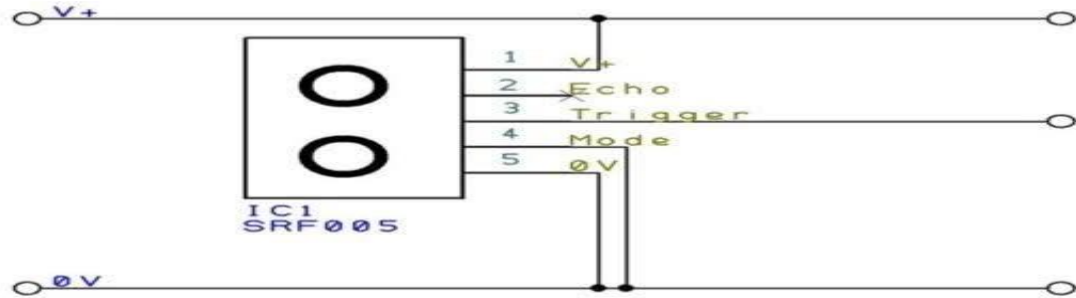 V+
1 V+
2 Echo
3 Trigger
4 Mode
5 0V
IC1
SRF005
0V